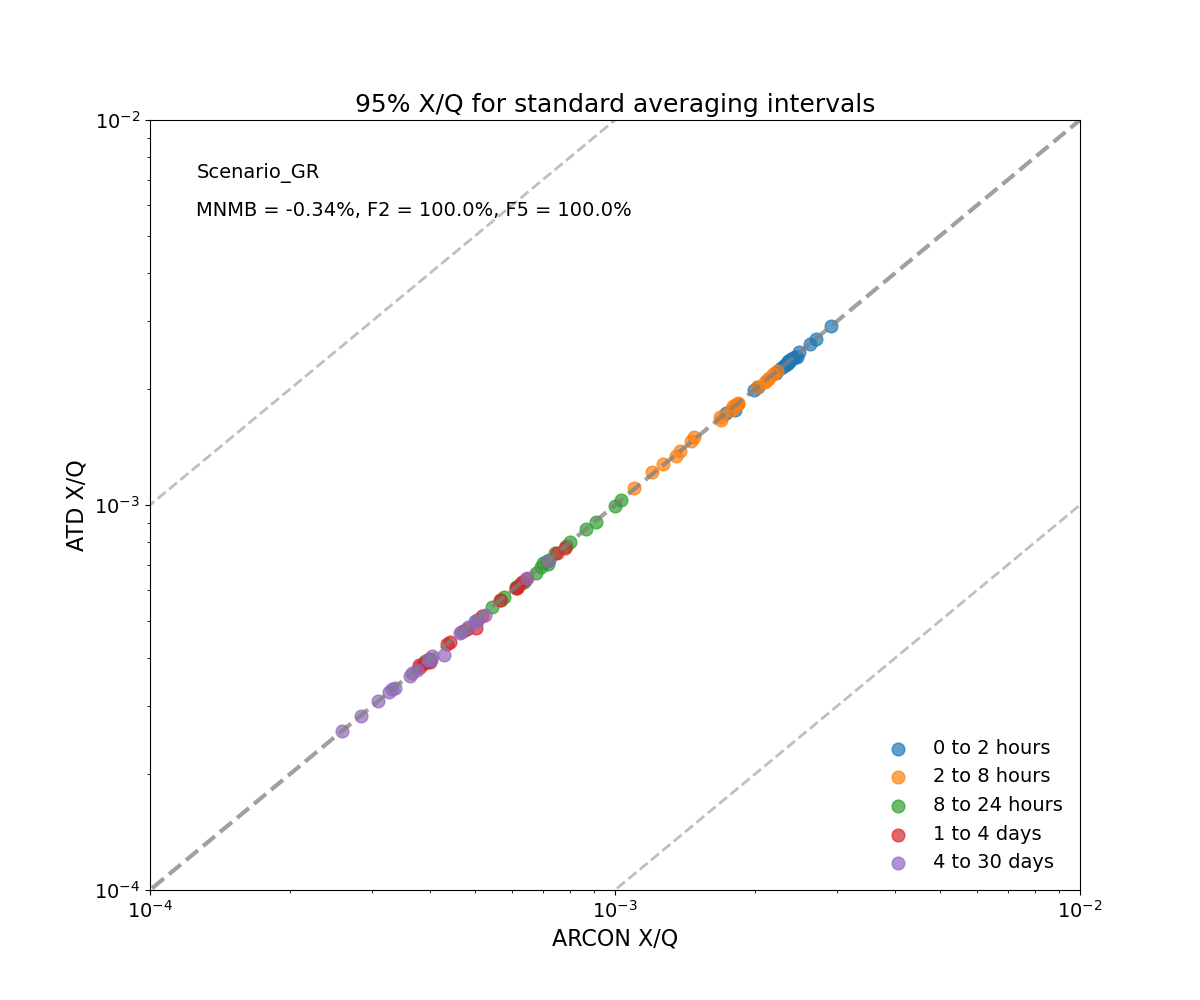 95% X/Q for standard averaging intervals
10⁻²
Scenario_GR
MNMB = -0.34%, F2 = 100.0%, F5 = 100.0%
ATD X/Q
10⁻³
0 to 2 hours
2 to 8 hours
8 to 24 hours
1 to 4 days
4 to 30 days
10⁻⁴
10⁻⁴ 10⁻³ 10⁻²
ARCON X/Q